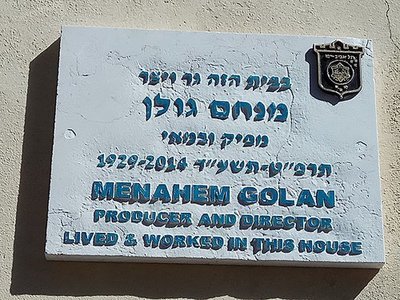 בבית הזה גר ויצר
מנחם גולן
מפיק ובמאי
תרפ״ט-תשע״ד 1929-2014
MENAHEM GOLAN
PRODUCER AND DIRECTOR
LIVED & WORKED IN THIS HOUSE